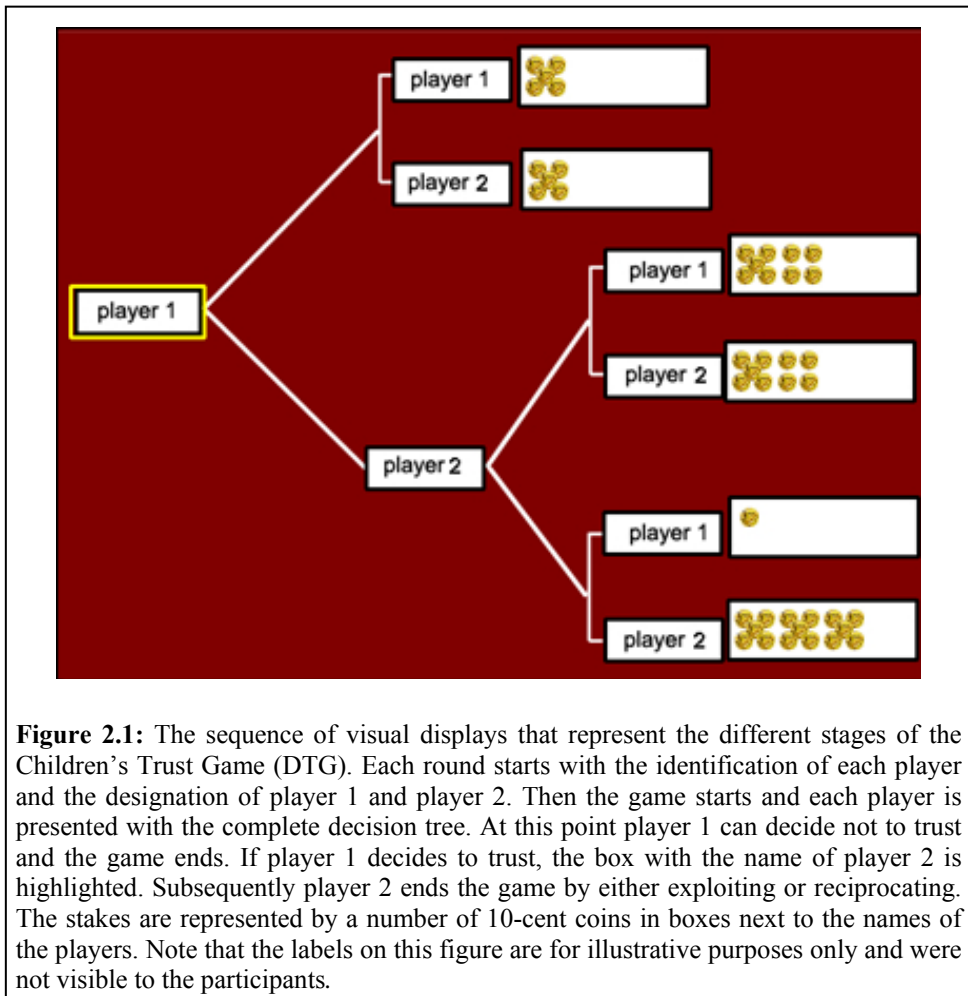 player 1
player 2
player 1
player 1
player 2
player 2
player 1
player 2
Figure 2.1: The sequence of visual displays that represent the different stages of the
Children’s Trust Game (DTG). Each round starts with the identification of each player
and the designation of player 1 and player 2. Then the game starts and each player is
presented with the complete decision tree. At this point player 1 can decide not to trust
and the game ends. If player 1 decides to trust, the box with the name of player 2 is
highlighted. Subsequently player 2 ends the game by either exploiting or reciprocating.
The stakes are represented by a number of 10-cent coins in boxes next to the names of
the players. Note that the labels on this figure are for illustrative purposes only and were
not visible to the participants.